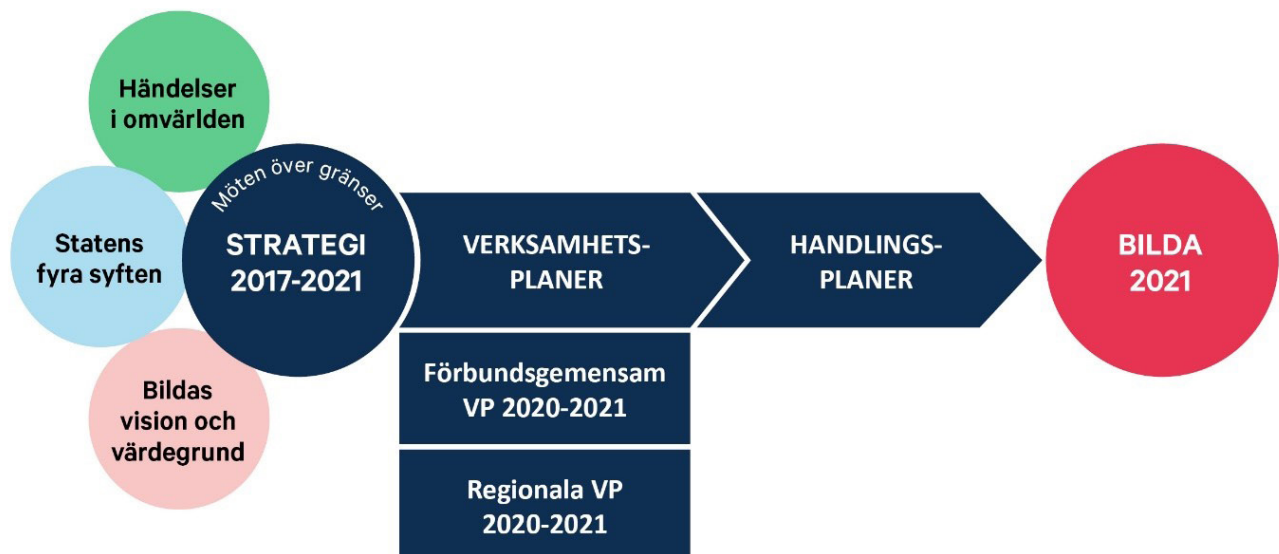 Händelser
i omvärlden
Statens
fyra syften
Bildas
vision och
värdegrund
Möten över gränser
STRATEGI
2017-2021
VERKSAMHETS-
PLANER
Förbundsgemensam
VP 2020-2021
Regionala VP
2020-2021
HANDLINGS-
PLANER
BILDA
2021